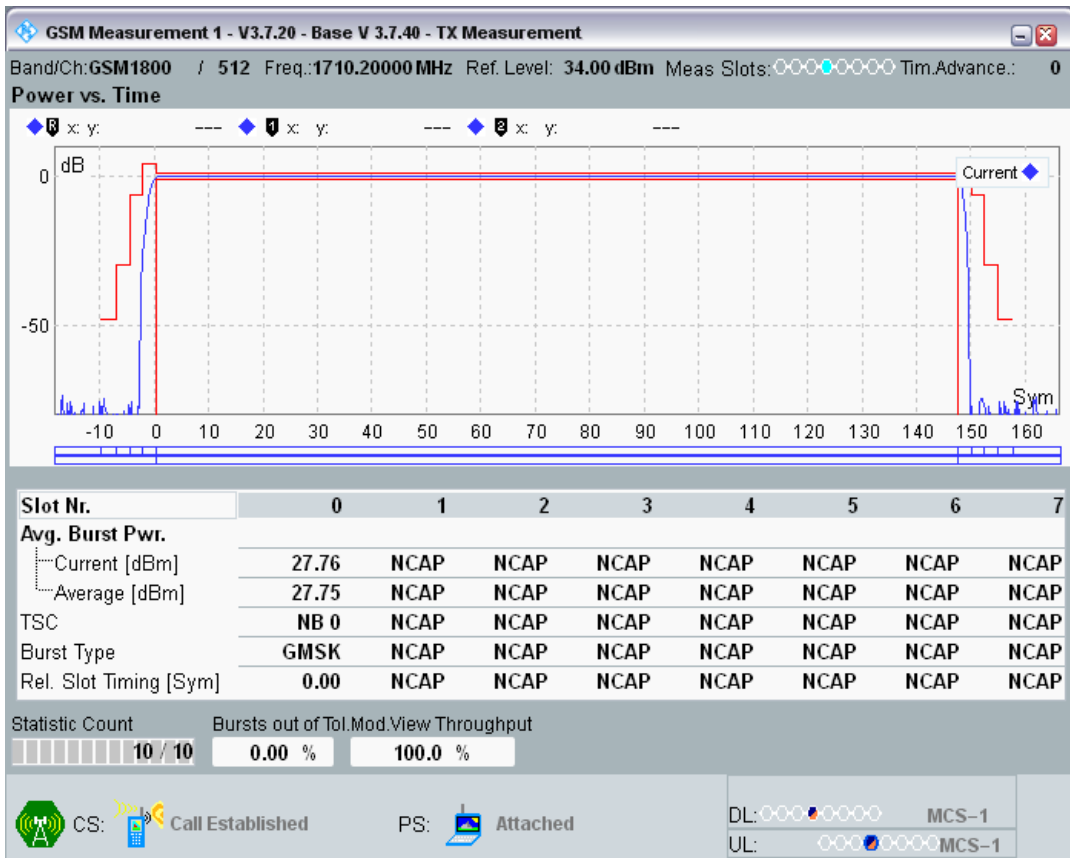 GSM Measurement 1 - V3.7.20 - Base V 3.7.40 - TX Measurement
Band/Ch:GSM1800 / 512 Freq.:1710.20000 MHz Ref. Level: 34.00 dBm Meas Slots: Tim.Advance.: 0
Power vs. Time
R x: y: --- 1 x: y: --- 2 x: y: ---
dB
Current
0
-50
Sym
-10 0 10 20 30 40 50 60 70 80 90 100 110 120 130 140 150 160
Slot Nr. 0 1 2 3 4 5 6 7
Avg. Burst Pwr.
Current [dBm] 27.76 NCAP NCAP NCAP NCAP NCAP NCAP NCAP
Average [dBm] 27.75 NCAP NCAP NCAP NCAP NCAP NCAP NCAP
TSC NB 0 NCAP NCAP NCAP NCAP NCAP NCAP NCAP
Burst Type GMSK NCAP NCAP NCAP NCAP NCAP NCAP NCAP
Rel. Slot Timing [Sym] 0.00 NCAP NCAP NCAP NCAP NCAP NCAP NCAP
Statistic Count Bursts out of Tol.Mod.View Throughput
10 / 10 0.00 % 100.0 %
CS: Call Established PS: Attached
DL: MCS-1
UL: MCS-1